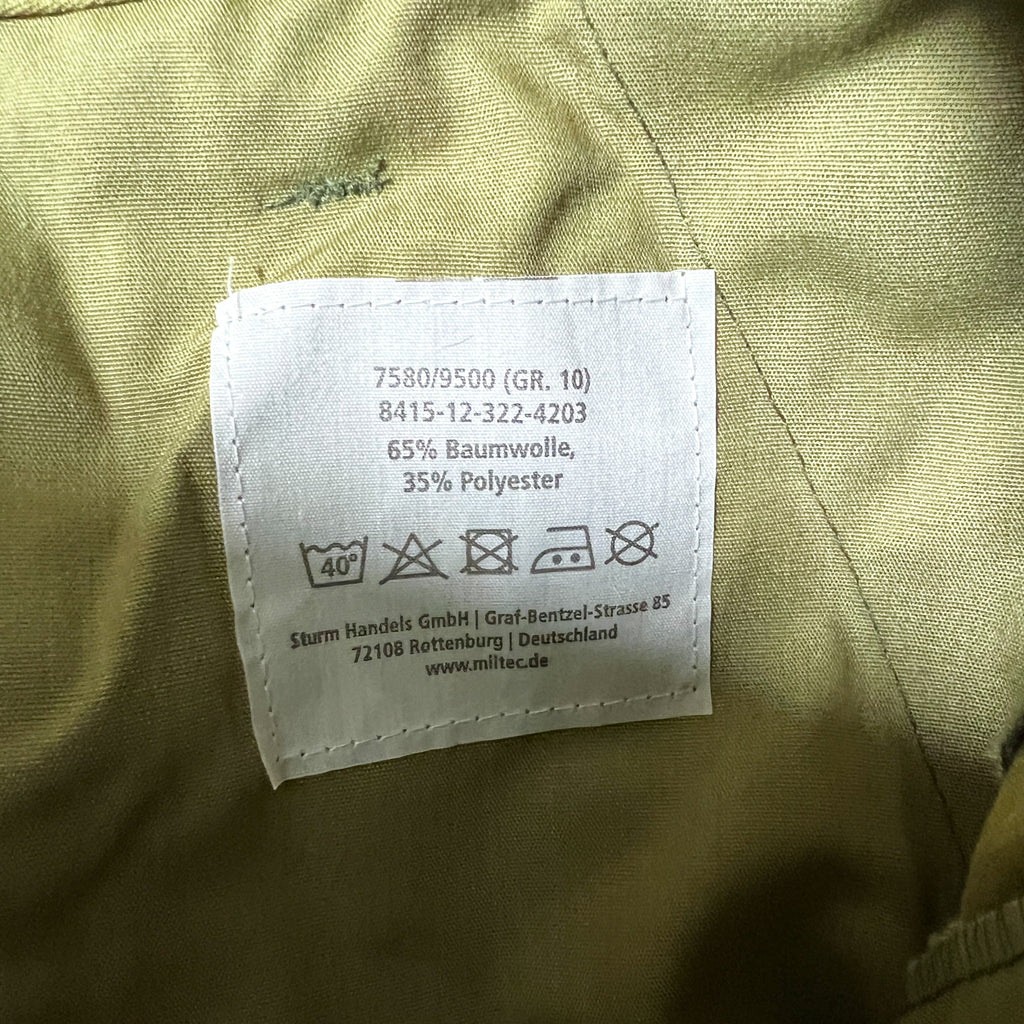 7580/9500 (GR. 10)
8415-12-322-4203
65% Baumwolle,
35% Polyester
40°
Sturm Handels GmbH | Graf-Bentzel-Strasse 85
72108 Rottenburg | Deutschland
www.miltec.de